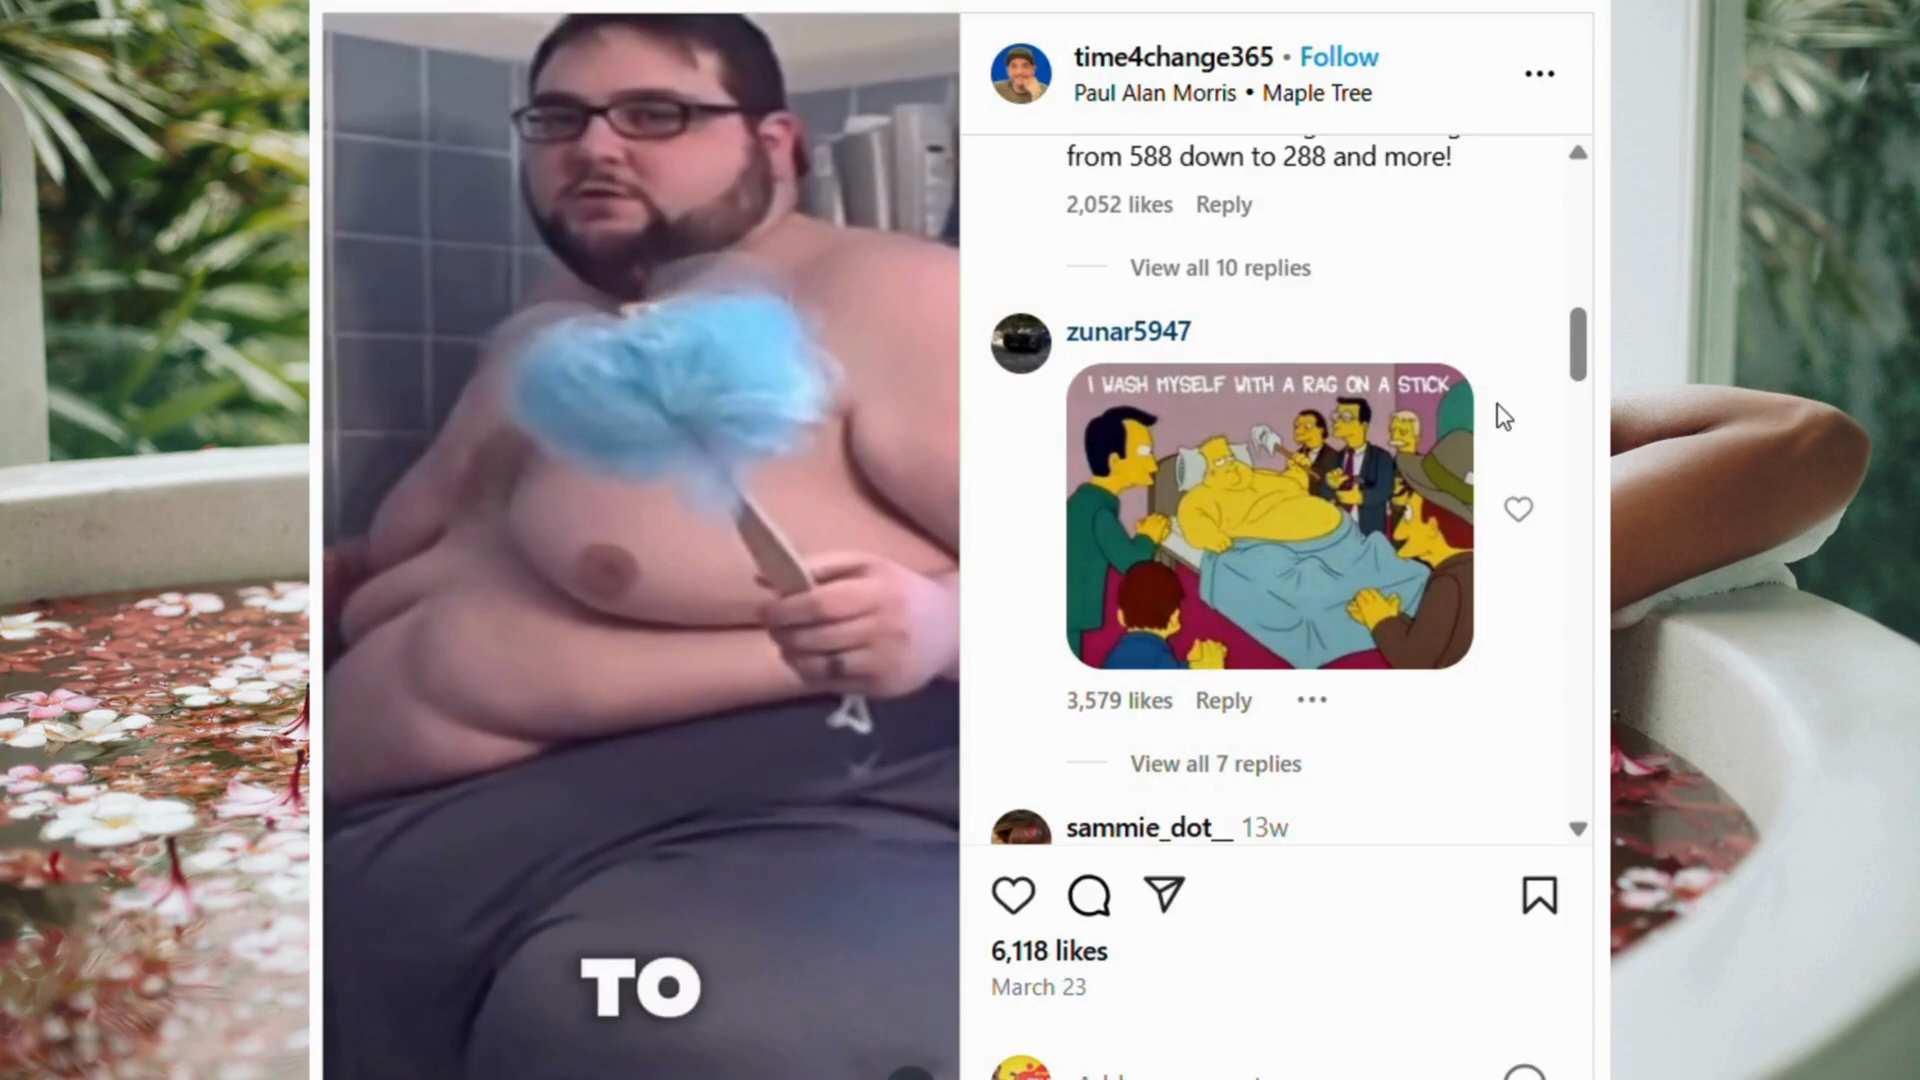 time4change365 • Follow
Paul Alan Morris • Maple Tree
from 588 down to 288 and more!
2,052 likes Reply
View all 10 replies
zunar5947
I WASH MYSELF WITH A RAG ON A STICK
3,579 likes Reply
View all 7 replies
sammie_dot__ 13w
6,118 likes
March 23
TO